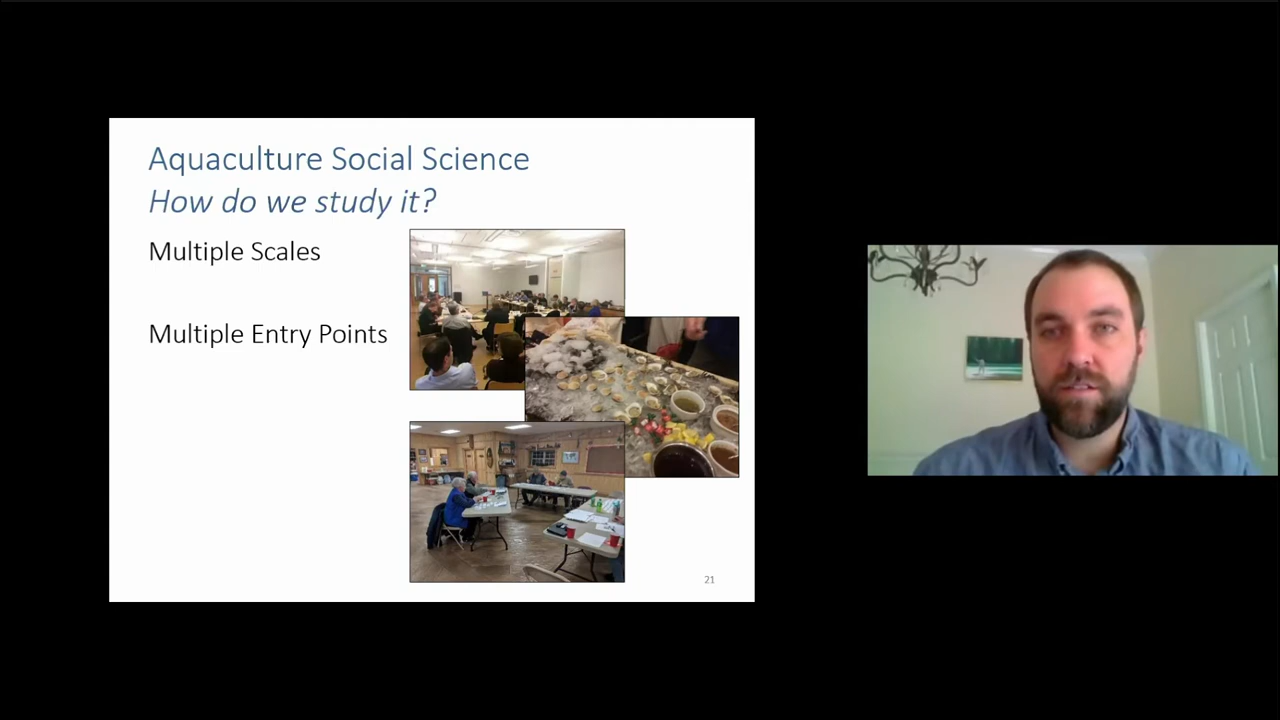 Aquaculture Social Science
How do we study it?
Multiple Scales
Multiple Entry Points
21